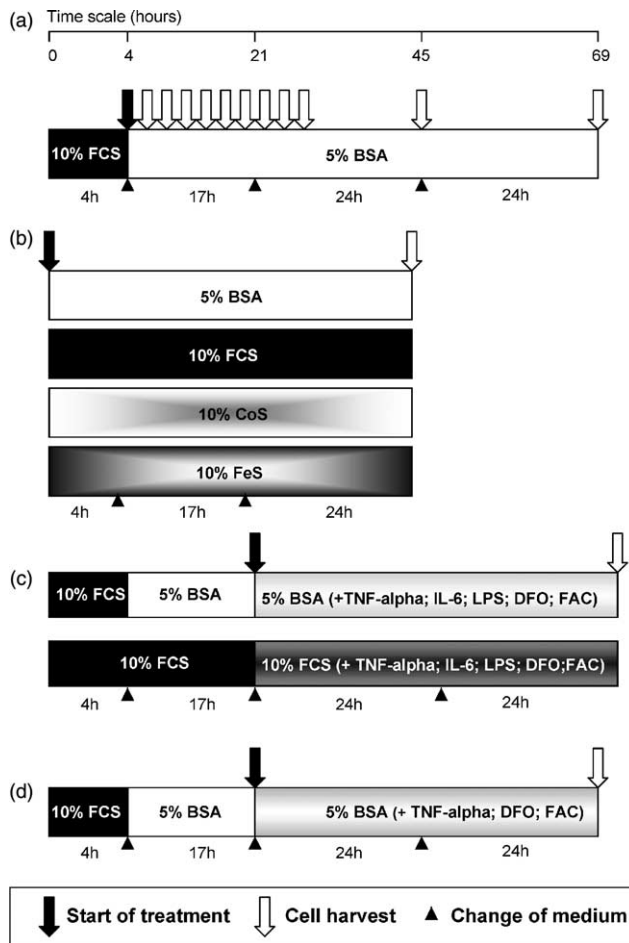 (a) Time scale (hours)
0 4 21 45 69
10% FCS 5% BSA
4h 17h 24h 24h
(b)
5% BSA
10% FCS
10% CoS
10% FeS
4h 17h 24h
(c)
10% FCS 5% BSA 5% BSA (+TNF-alpha; IL-6; LPS; DFO; FAC)
10% FCS 10% FCS (+ TNF-alpha; IL-6; LPS; DFO;FAC)
4h 17h 24h 24h
(d) 10% FCS 5% BSA 5% BSA (+ TNF-alpha; DFO; FAC)
4h 17h 24h 24h
Start of treatment Cell harvest Change of medium